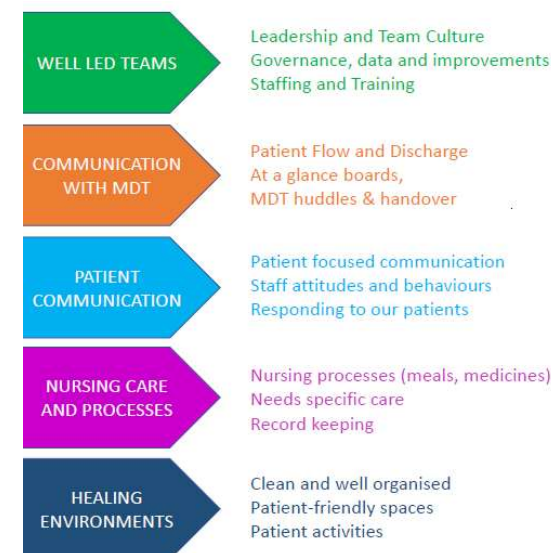 WELL LED TEAMS
Leadership and Team Culture
Governance, data and improvements
Staffing and Training
COMMUNICATION
WITH MDT
Patient Flow and Discharge
At a glance boards,
MDT huddles & handover
PATIENT
COMMUNICATION
Patient focused communication
Staff attitudes and behaviours
Responding to our patients
NURSING CARE
AND PROCESSES
Nursing processes (meals, medicines)
Needs specific care
Record keeping
HEALING
ENVIRONMENTS
Clean and well organised
Patient-friendly spaces
Patient activities